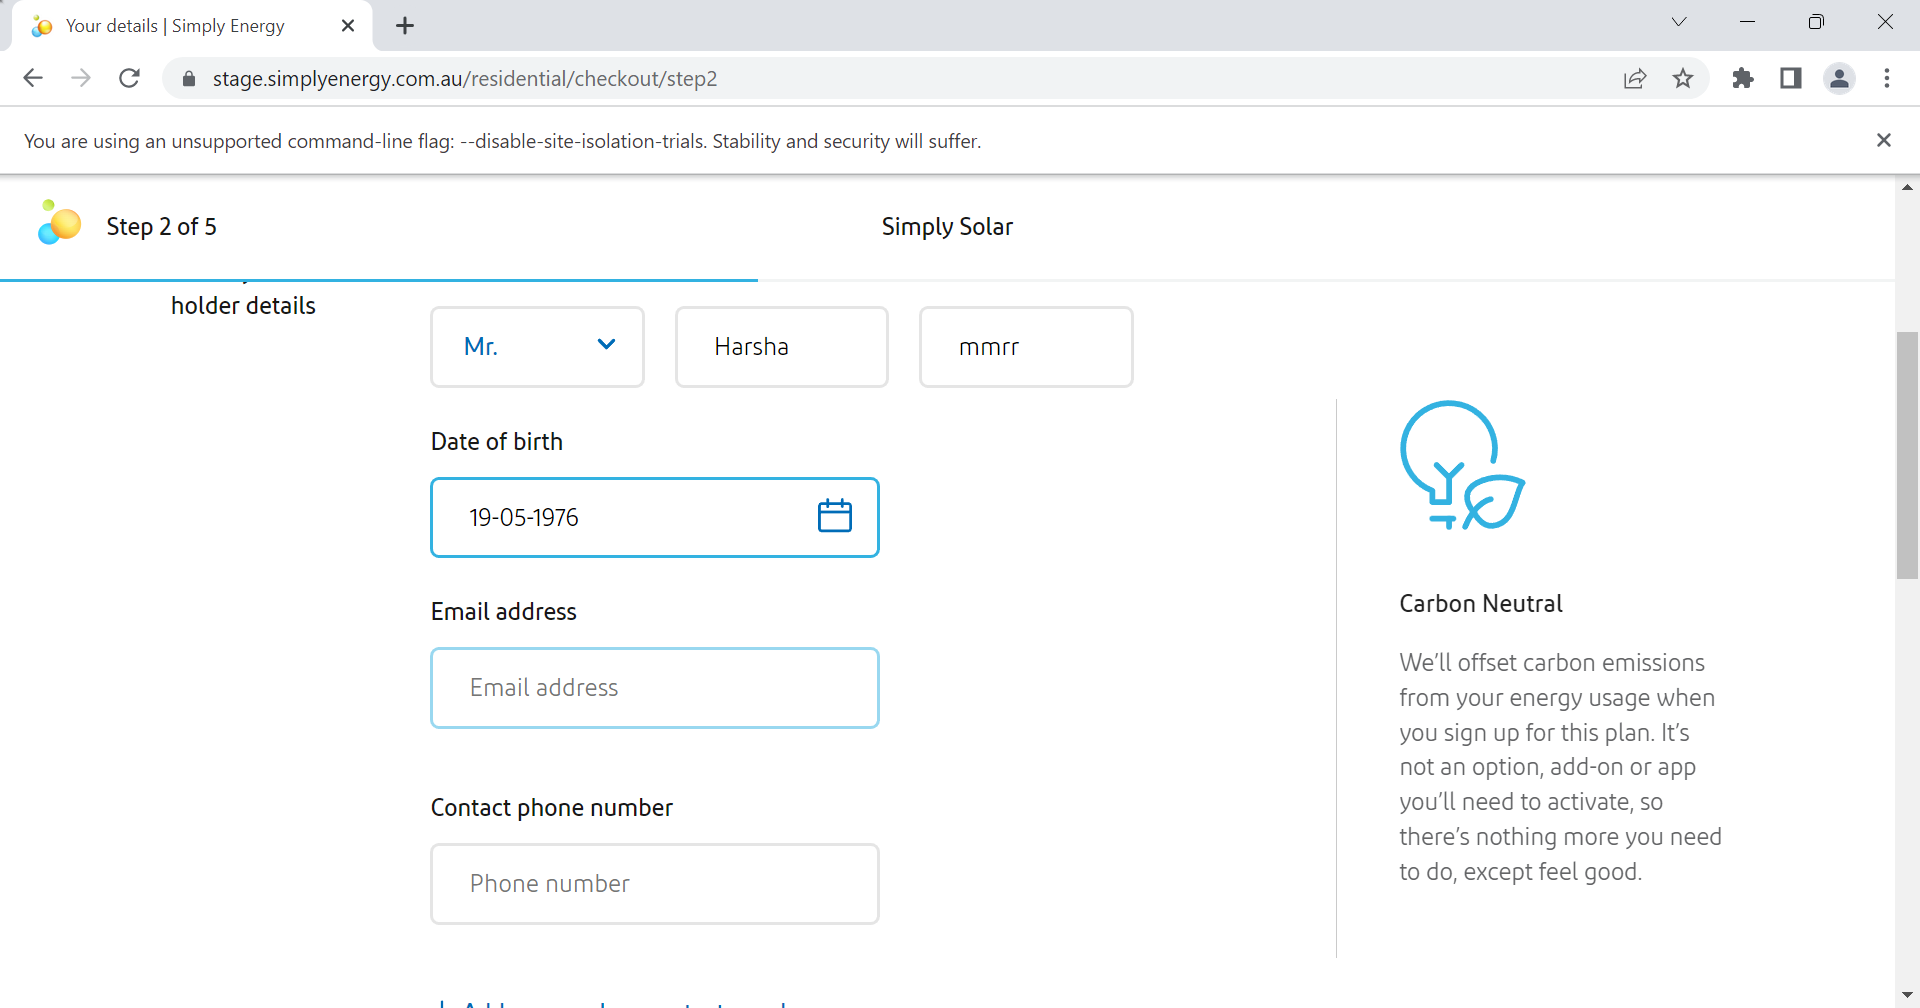 Your details | Simply Energy
stage.simplyenergy.com.au/residential/checkout/step2
You are using an unsupported command-line flag: --disable-site-isolation-trials. Stability and security will suffer.
Step 2 of 5
Simply Solar
holder details
Mr.
Harsha
mmrr
Date of birth
19-05-1976
Email address
Email address
Contact phone number
Phone number
Carbon Neutral
We'll offset carbon emissions
from your energy usage when
you sign up for this plan. It's
not an option, add-on or app
you'll need to activate, so
there's nothing more you need
to do, except feel good.